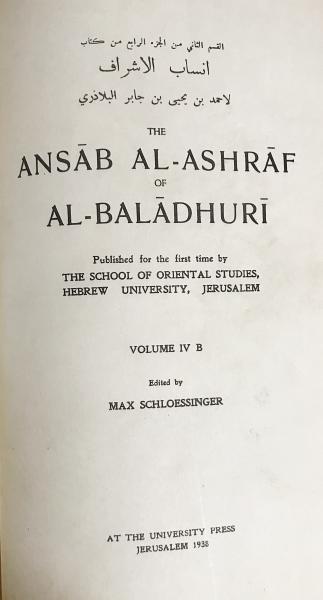 القسم الثاني من الجزء الرابع من كتاب
انساب الاشراف
لاحمد بن يحيى بن جابر البلاذري
THE
ANSĀB AL-ASHRĀF
OF
AL-BALĀDHURĪ
Published for the first time by
THE SCHOOL OF ORIENTAL STUDIES,
HEBREW UNIVERSITY, JERUSALEM
VOLUME IV B
Edited by
MAX SCHLOESSINGER
AT THE UNIVERSITY PRESS
JERUSALEM 1938